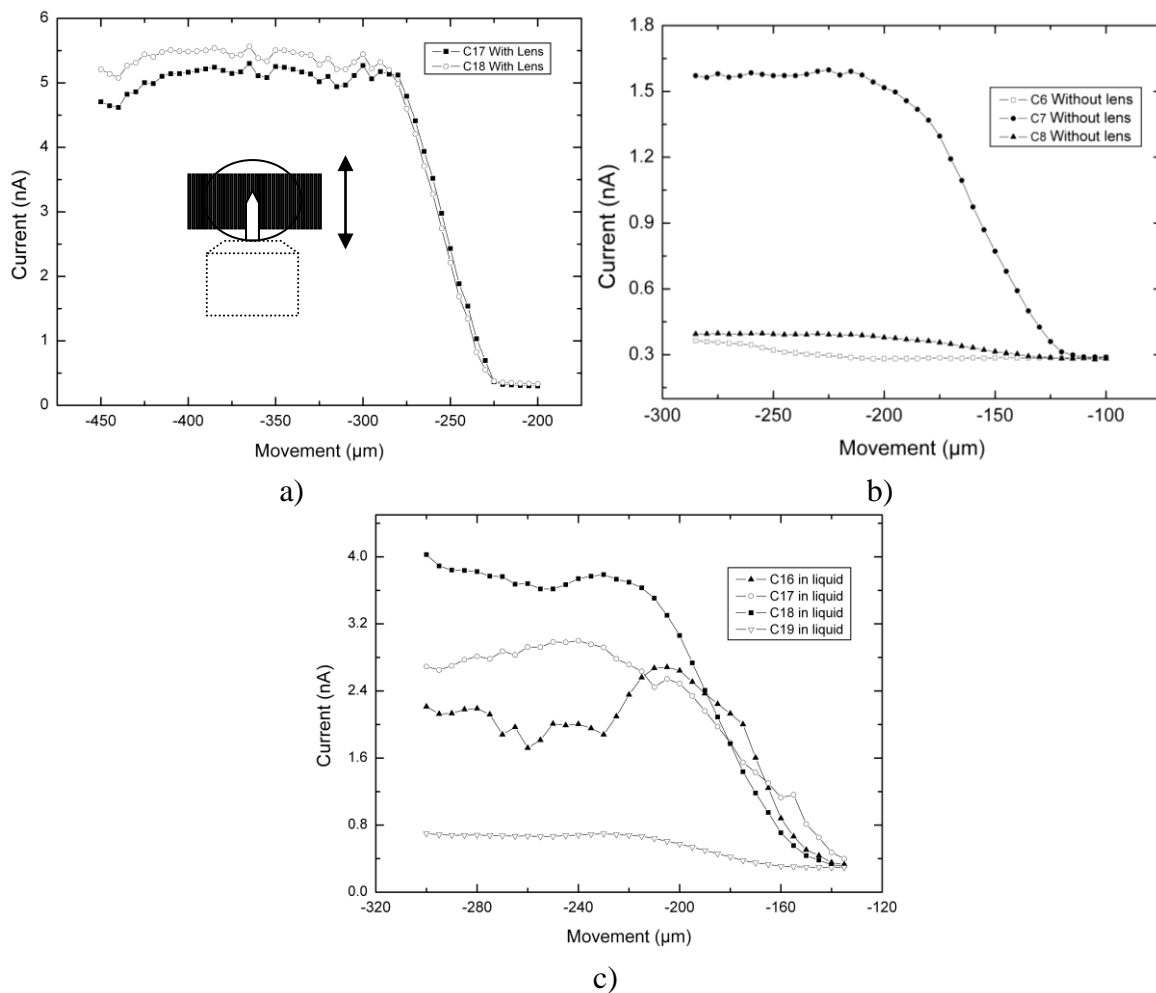 C17 With Lens
C18 With Lens
6
5
4
3
2
1
0
Current (nA)
-450
-400
-350
-300
-250
-200
Movement (µm)
a)
C6 Without lens
C7 Without lens
C8 Without lens
1.8
1.5
1.2
0.9
0.6
0.3
Current (nA)
-300
-250
-200
-150
-100
Movement (µm)
b)
C16 in liquid
C17 in liquid
C18 in liquid
C19 in liquid
4.0
3.2
2.4
1.6
0.8
0.0
Current (nA)
-320
-280
-240
-200
-160
-120
Movement (µm)
c)